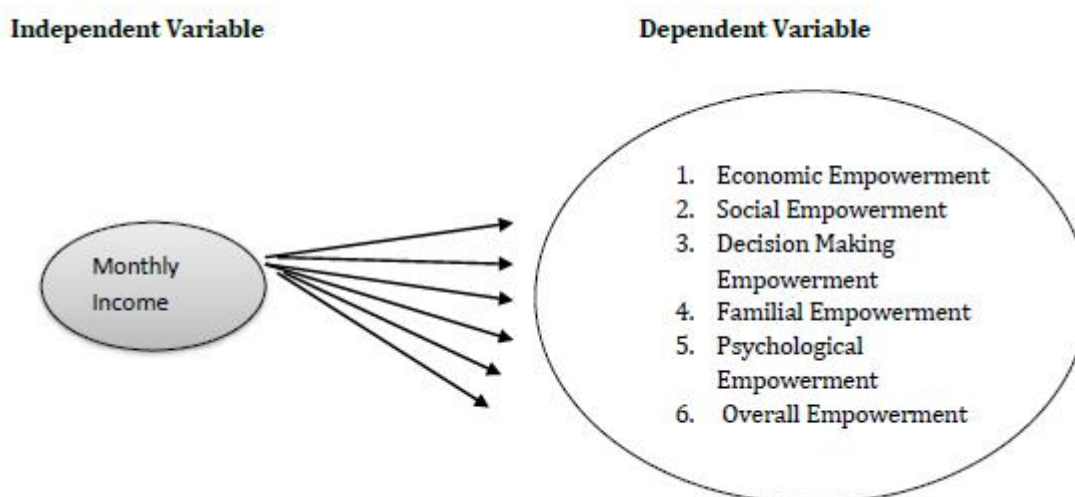 Independent Variable
Dependent Variable
Monthly
Income
1. Economic Empowerment
2. Social Empowerment
3. Decision Making
Empowerment
4. Familial Empowerment
5. Psychological
Empowerment
6. Overall Empowerment